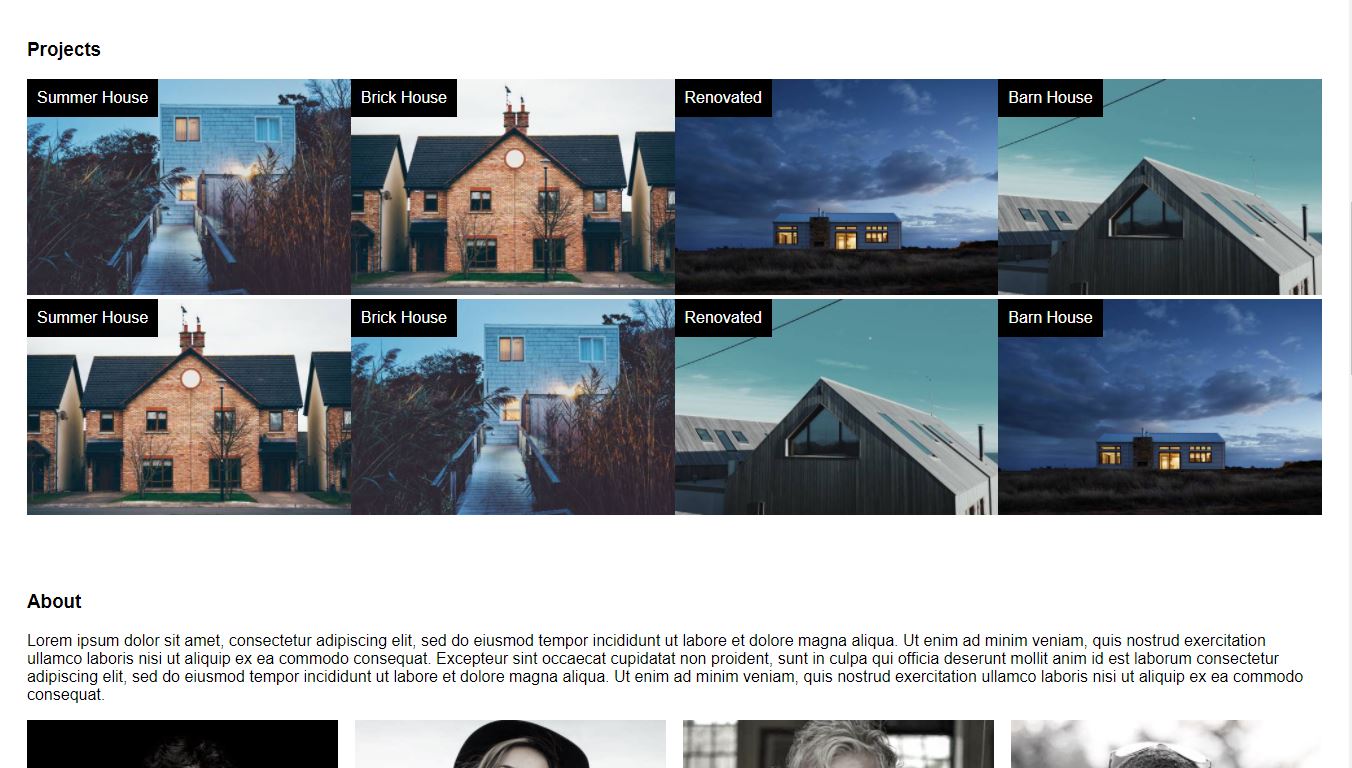 Projects
Summer House
Brick House
Renovated
Barn House
Summer House
Brick House
Renovated
Barn House
About
Lorem ipsum dolor sit amet, consectetur adipiscing elit, sed do eiusmod tempor incididunt ut labore et dolore magna aliqua. Ut enim ad minim veniam, quis nostrud exercitation
ullamco laboris nisi ut aliquip ex ea commodo consequat. Excepteur sint occaecat cupidatat non proident, sunt in culpa qui officia deserunt mollit anim id est laborum consectetur
adipiscing elit, sed do eiusmod tempor incididunt ut labore et dolore magna aliqua. Ut enim ad minim veniam, quis nostrud exercitation ullamco laboris nisi ut aliquip ex ea commodo
consequat.